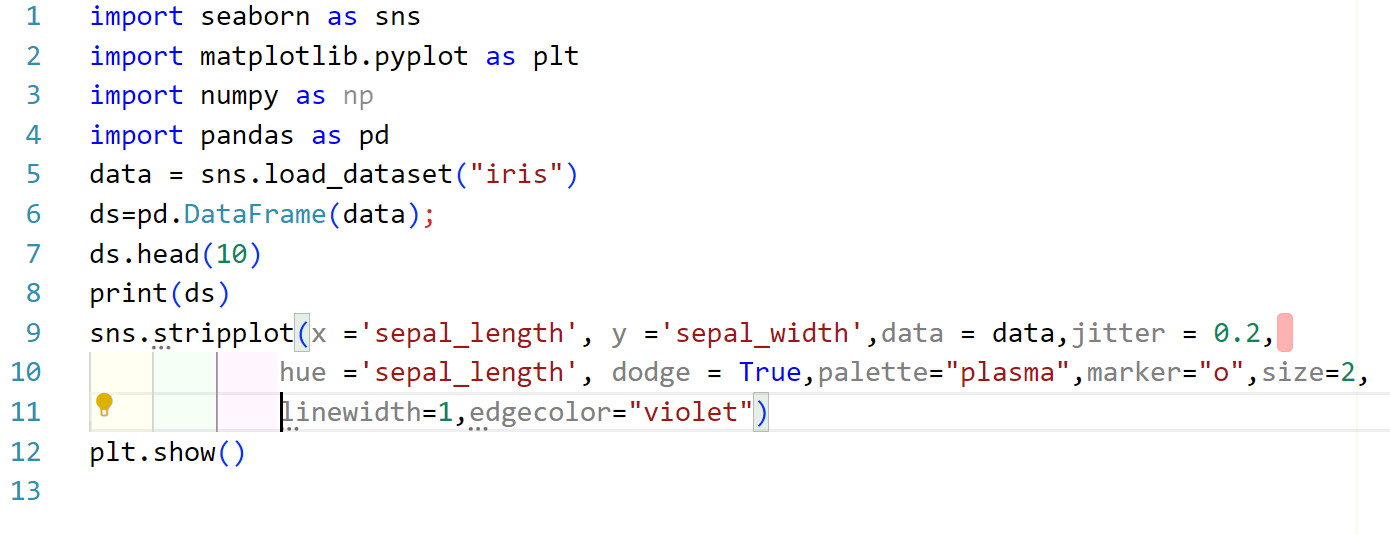 1 import seaborn as sns
2 import matplotlib.pyplot as plt
3 import numpy as np
4 import pandas as pd
5 data = sns.load_dataset("iris")
6 ds=pd.DataFrame(data);
7 ds.head(10)
8 print(ds)
9 sns.stripplot(x ='sepal_length', y ='sepal_width',data = data,jitter = 0.2,
10 hue ='sepal_length', dodge = True,palette="plasma",marker="o",size=2,
11 linewidth=1,edgecolor="violet")
12 plt.show()
13